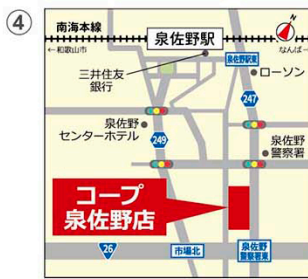 ④
南海本線
泉佐野駅
←和歌山市
なんば→
三井住友
銀行
泉佐野駅東
ローソン
247
泉佐野
センターホテル
249
泉佐野
警察署
コープ
泉佐野店
26
市場北
泉佐野
警察署東